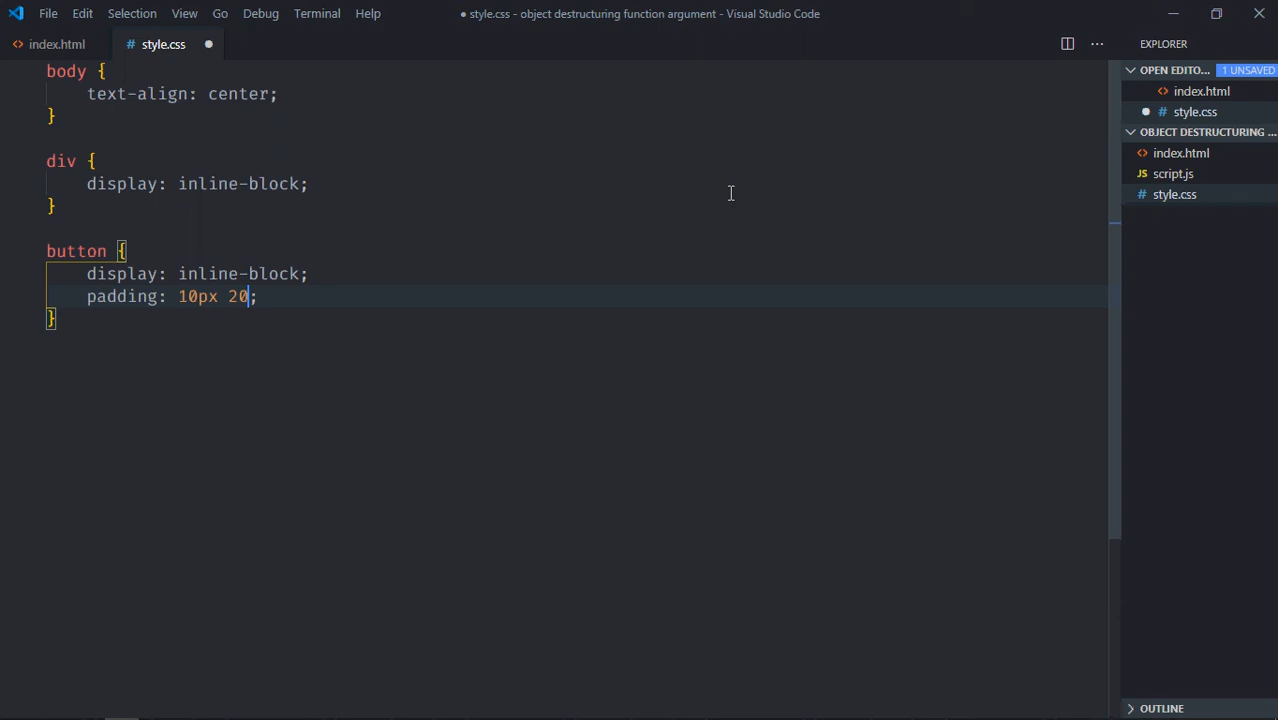 File Edit Selection View Go Debug Terminal Help
● style.css - object destructuring function argument - Visual Studio Code
<> index.html
# style.css ●
···
body {
    text-align: center;
}
div {
    display: inline-block;
}
button {
    display: inline-block;
    padding: 10px 20;
}
EXPLORER
OPEN EDITO... 1 UNSAVED
<> index.html
● # style.css
OBJECT DESTRUCTURING ...
<> index.html
JS script.js
# style.css
OUTLINE